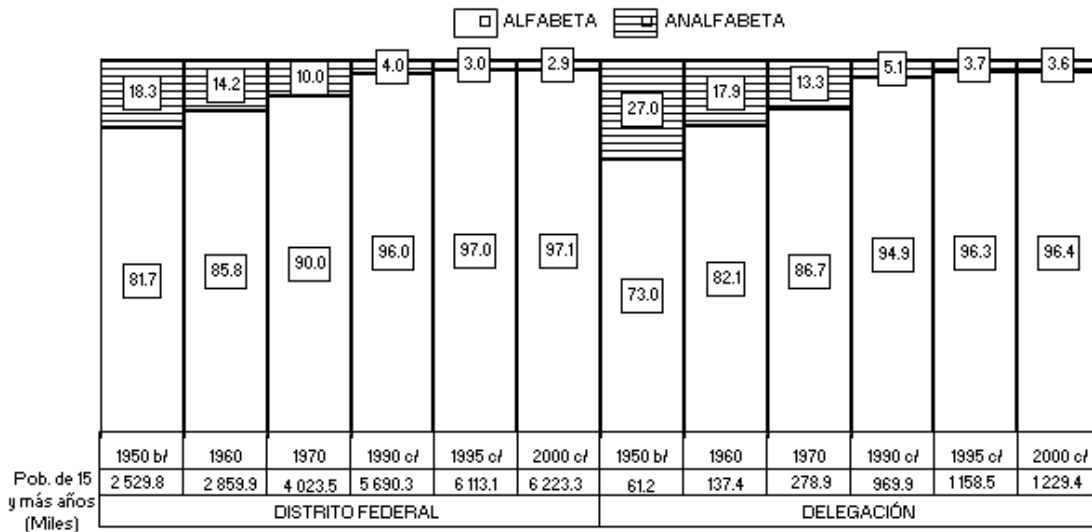 ALFABETA ANALFABETA
18.3 14.2 10.0 4.0 3.0 2.9 27.0 17.9 13.3 5.1 3.7 3.6
81.7 85.8 90.0 96.0 97.0 97.1 73.0 82.1 86.7 94.9 96.3 96.4
1950 b/ 1960 1970 1990 c/ 1995 c/ 2000 c/ 1950 b/ 1960 1970 1990 c/ 1995 c/ 2000 c/
Pob. de 15 2 529.8 2 859.9 4 023.5 5 690.3 6 113.1 6 223.3 61.2 137.4 278.9 969.9 1 158.5 1 229.4
y más años
(Miles) DISTRITO FEDERAL DELEGACIÓN